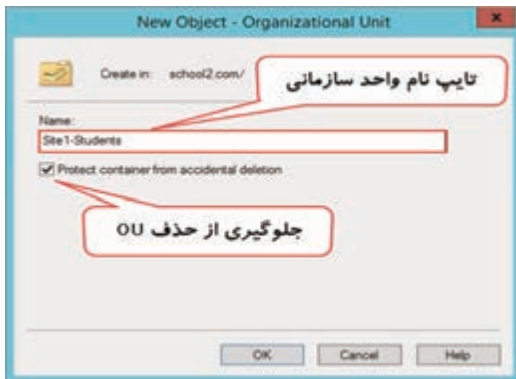 New Object - Organizational Unit
Create in: school2.com/
تایپ نام واحد سازمانی
Name:
Site1-Students
Protect container from accidental deletion
جلوگیری از حذف OU
OK
Cancel
Help